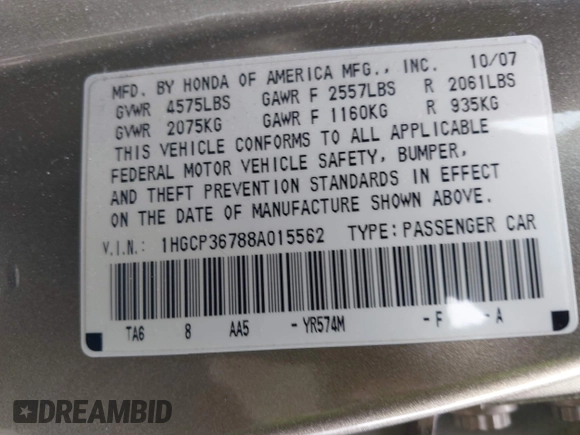 MFD. BY HONDA OF AMERICA MFG., INC. 10/07
GVWR 4575LBS GAWR F 2557LBS R 2061LBS
GVWR 2075KG GAWR F 1160KG R 935KG
THIS VEHICLE CONFORMS TO ALL APPLICABLE
FEDERAL MOTOR VEHICLE SAFETY, BUMPER,
AND THEFT PREVENTION STANDARDS IN EFFECT
ON THE DATE OF MANUFACTURE SHOWN ABOVE.
V.I.N: 1HGCP36788A015562 TYPE:PASSENGER CAR
TA6 8 AA5 -YR574M -F -A
DREAMBID